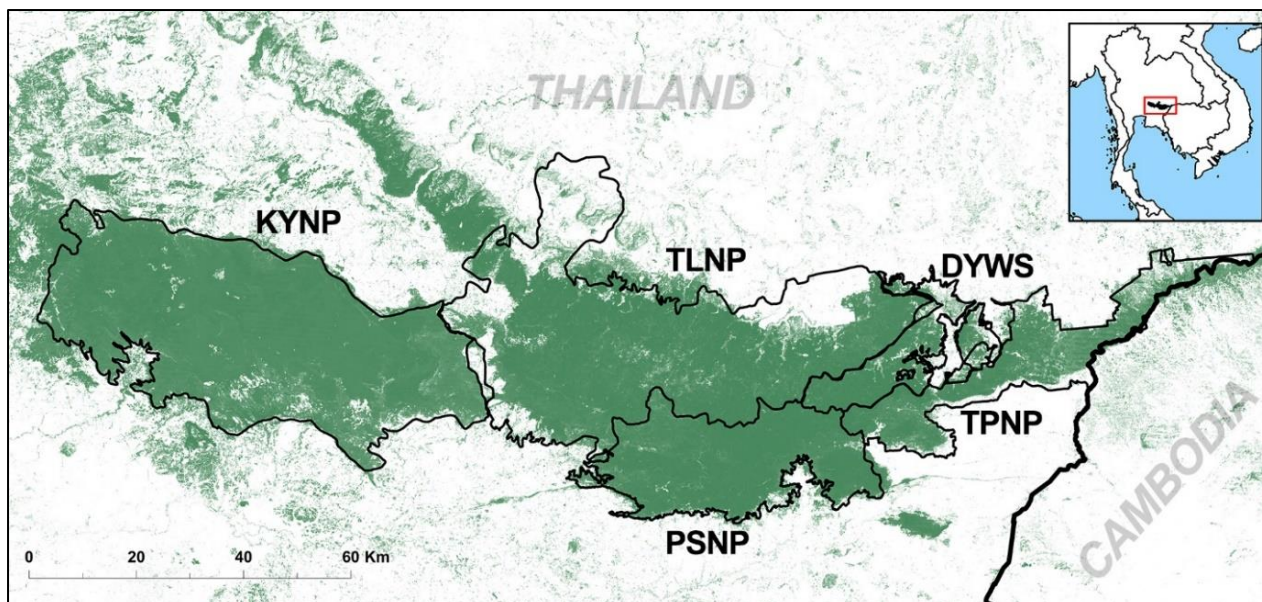 THAILAND
KYNP
TLNP
DYWS
TPNP
PSNP
CAMBODIA
0 20 40 60 Km